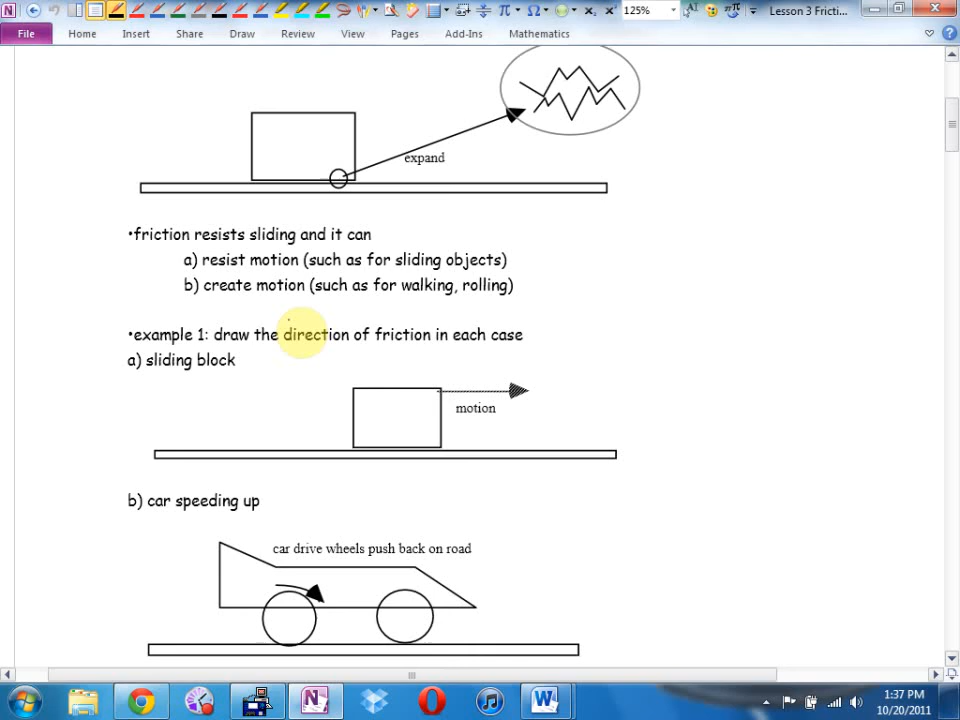 125% Lesson 3 Fricti...
File Home Insert Share Draw Review View Pages Add-Ins Mathematics
expand
•friction resists sliding and it can
a) resist motion (such as for sliding objects)
b) create motion (such as for walking, rolling)
•example 1: draw the direction of friction in each case
a) sliding block
motion
b) car speeding up
car drive wheels push back on road
1:37 PM
10/20/2011